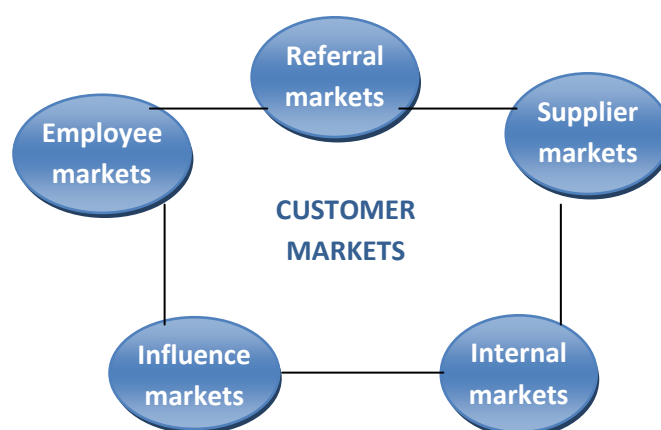 Referral
markets
Employee
markets
Supplier
markets
CUSTOMER
MARKETS
Influence
markets
Internal
markets